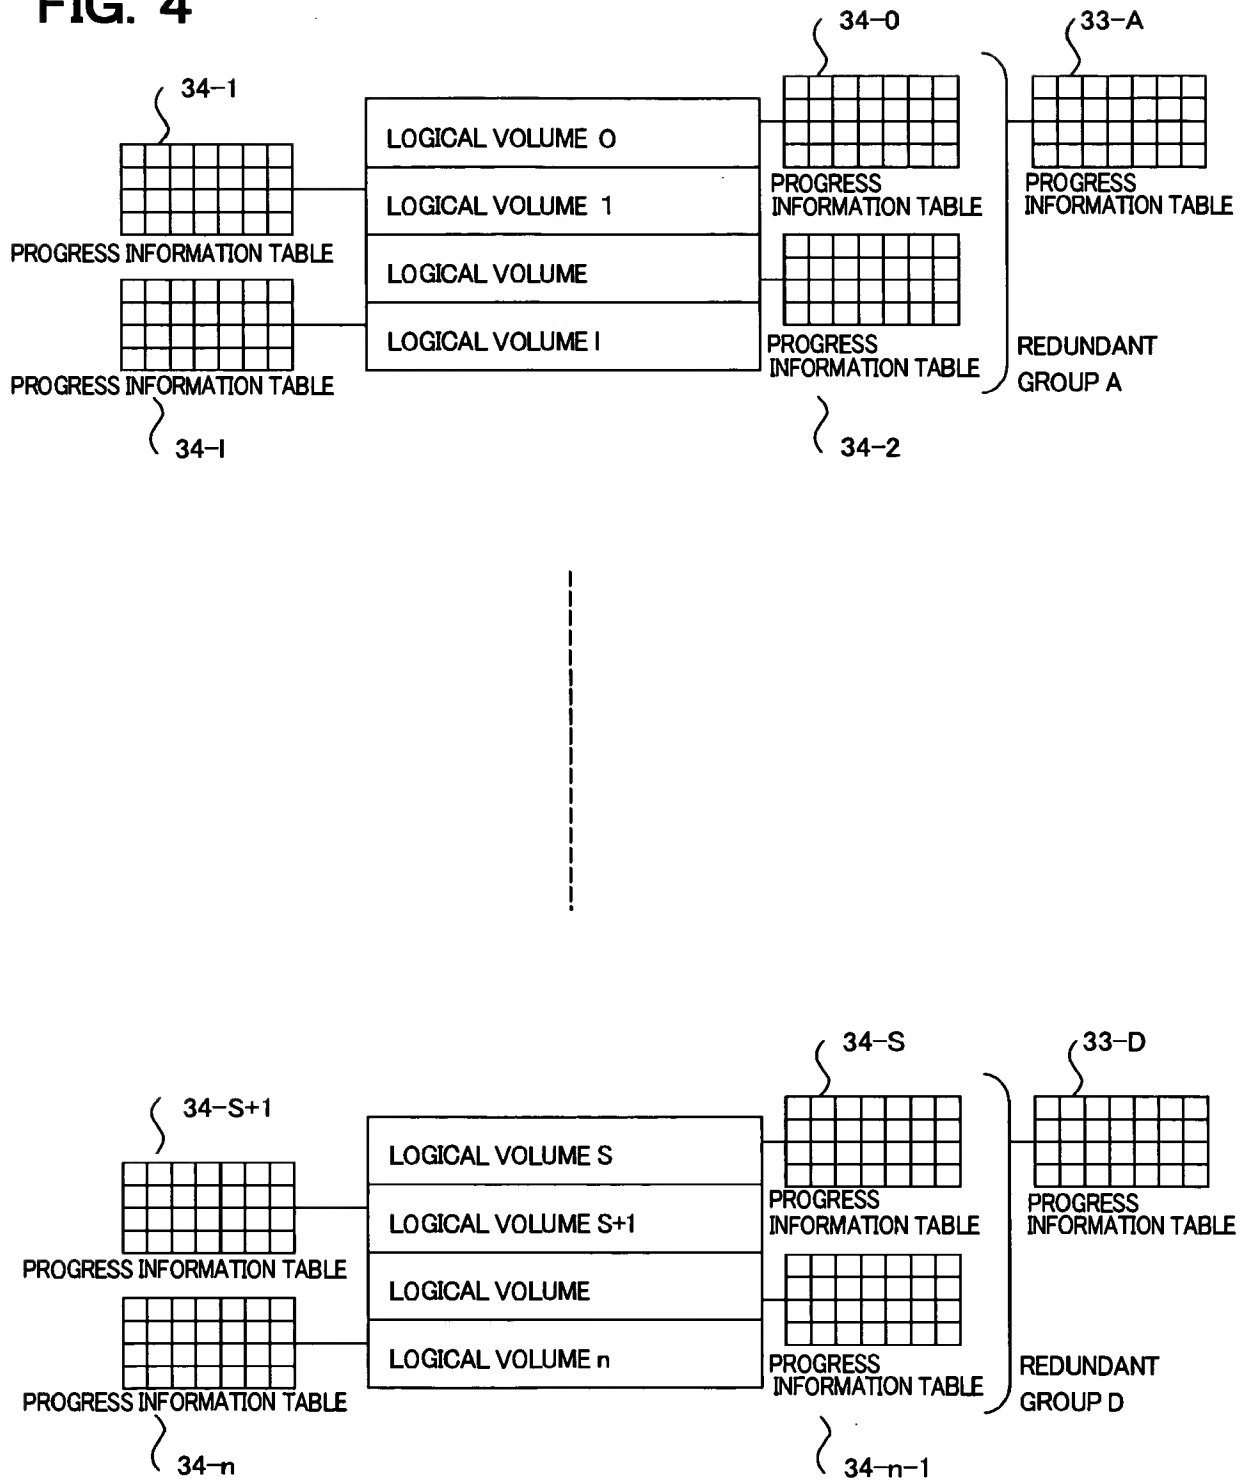 FIG. 4
34-0
33-A
34-1
LOGICAL VOLUME 0
LOGICAL VOLUME 1
LOGICAL VOLUME
LOGICAL VOLUME l
PROGRESS INFORMATION TABLE
PROGRESS INFORMATION TABLE
34-l
PROGRESS
INFORMATION TABLE
PROGRESS
INFORMATION TABLE
34-2
PROGRESS
INFORMATION TABLE
REDUNDANT
GROUP A
34-S
33-D
34-S+1
LOGICAL VOLUME S
LOGICAL VOLUME S+1
LOGICAL VOLUME
LOGICAL VOLUME n
PROGRESS INFORMATION TABLE
PROGRESS INFORMATION TABLE
34-n
PROGRESS
INFORMATION TABLE
PROGRESS
INFORMATION TABLE
34-n-1
PROGRESS
INFORMATION TABLE
REDUNDANT
GROUP D